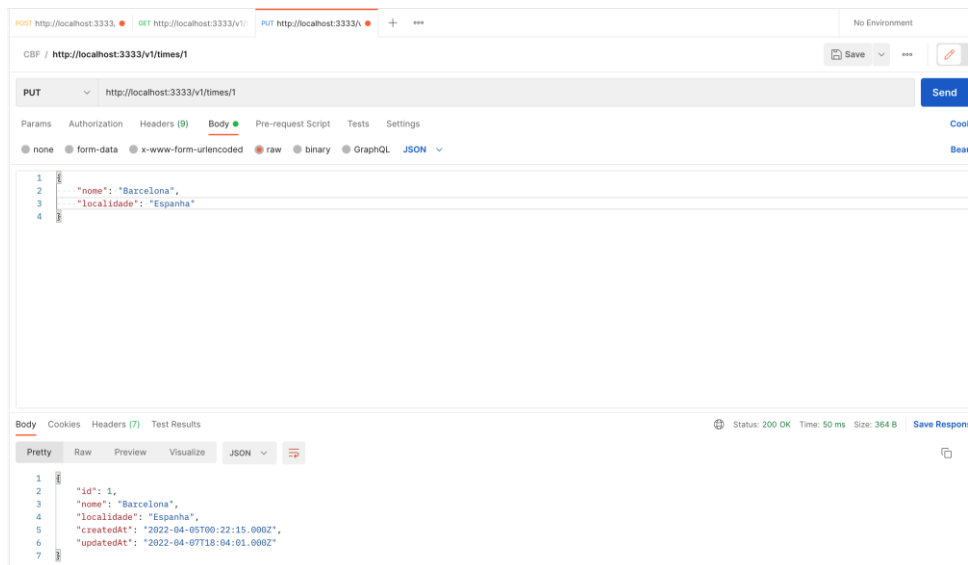 POST http://localhost:3333, GET http://localhost:3333/v1/ PUT http://localhost:3333/v No Environment
CBF / http://localhost:3333/v1/times/1 Save
PUT http://localhost:3333/v1/times/1 Send
Params Authorization Headers (9) Body Pre-request Script Tests Settings Cool
none form-data x-www-form-urlencoded raw binary GraphQL JSON Bear
1 {
2 "nome": "Barcelona",
3 "localidade": "Espanha"
4 }
Body Cookies Headers (7) Test Results Status: 200 OK Time: 50 ms Size: 364 B Save Respon
Pretty Raw Preview Visualize JSON
1 {
2 "id": 1,
3 "nome": "Barcelona",
4 "localidade": "Espanha",
5 "createdAt": "2022-04-05T00:22:15.000Z",
6 "updatedAt": "2022-04-07T18:04:01.000Z"
7 }